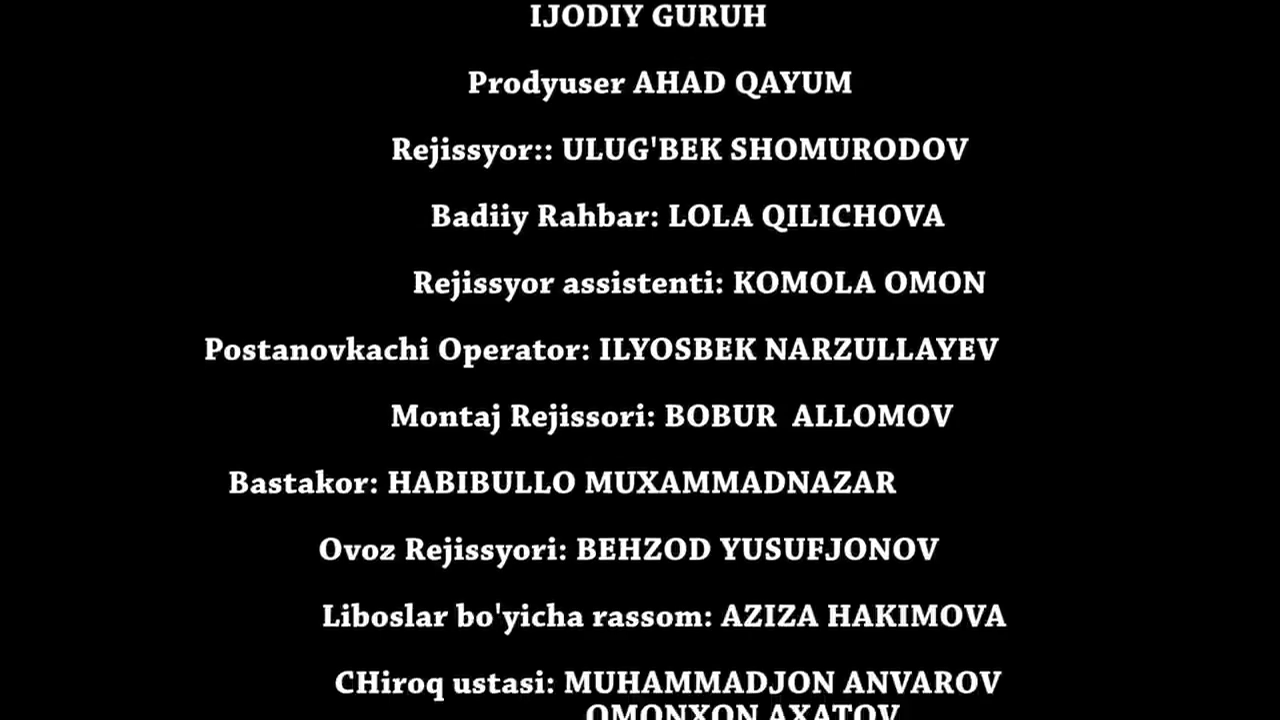 IJODIY GURUH
Prodyuser AHAD QAYUM
Rejissyor:: ULUG'BEK SHOMURODOV
Badiiy Rahbar: LOLA QILICHOVA
Rejissyor assistenti: KOMOLA OMON
Postanovkachi Operator: ILYOSBEK NARZULLAYEV
Montaj Rejissori: BOBUR  ALLOMOV
Bastakor: HABIBULLO MUXAMMADNAZAR
Ovoz Rejissyori: BEHZOD YUSUFJONOV
Liboslar bo'yicha rassom: AZIZA HAKIMOVA
CHiroq ustasi: MUHAMMADJON ANVAROV
OMONXON AXATOV